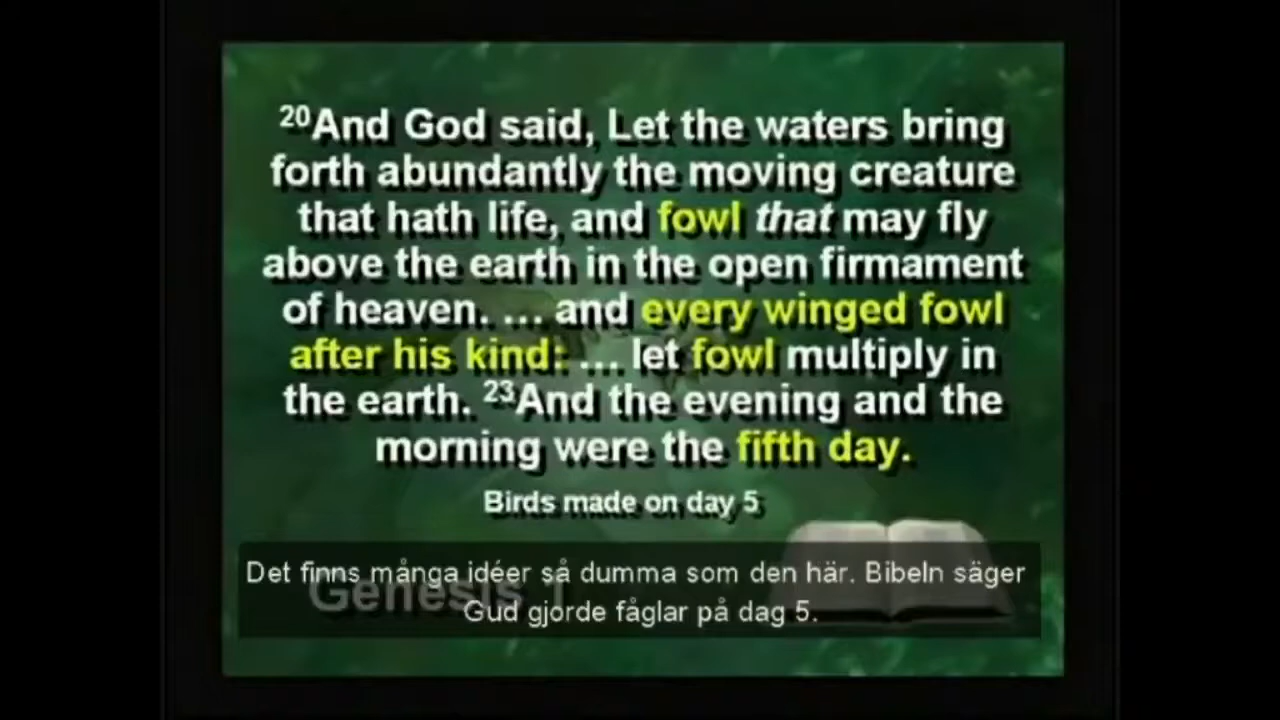 20And God said, Let the waters bring
forth abundantly the moving creature
that hath life, and fowl that may fly
above the earth in the open firmament
of heaven. ... and every winged fowl
after his kind: ... let fowl multiply in
the earth. 23And the evening and the
morning were the fifth day.
Birds made on day 5
Genesis 1
Det finns många idéer så dumma som den här. Bibeln säger
Gud gjorde fåglar på dag 5.